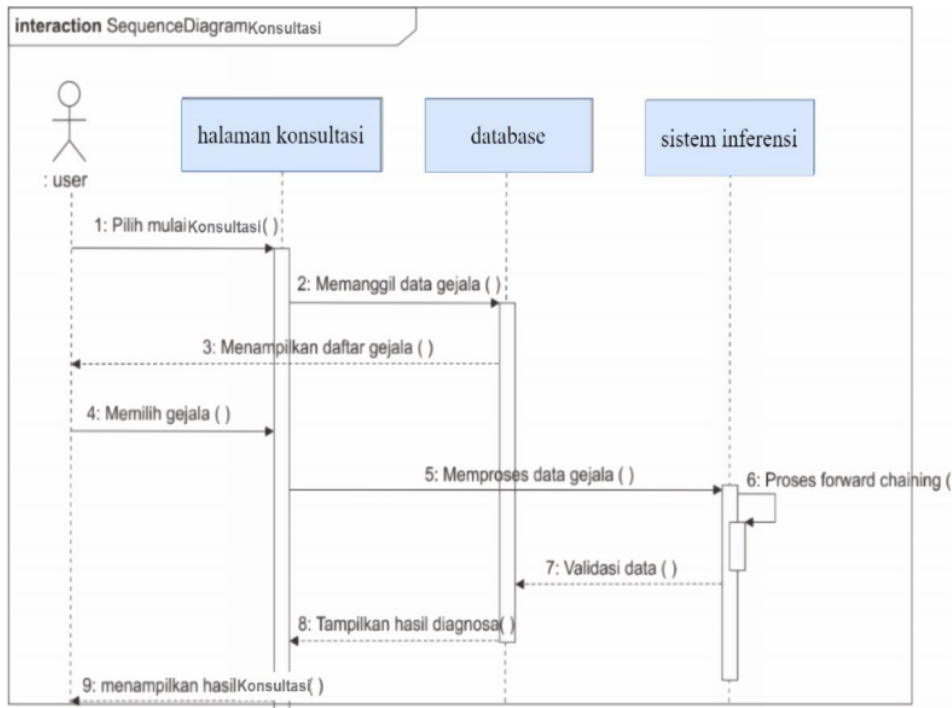 interaction SequenceDiagramKonsultasi
halaman konsultasi
database
sistem inferensi
: user
1: Pilih mulaiKonsultasi( )
2: Memanggil data gejala ( )
3: Menampilkan daftar gejala ( )
4: Memilih gejala ( )
5: Memproses data gejala ( )
6: Proses forward chaining (
7: Validasi data ( )
8: Tampilkan hasil diagnosa( )
9: menampilkan hasilKonsultasi( )